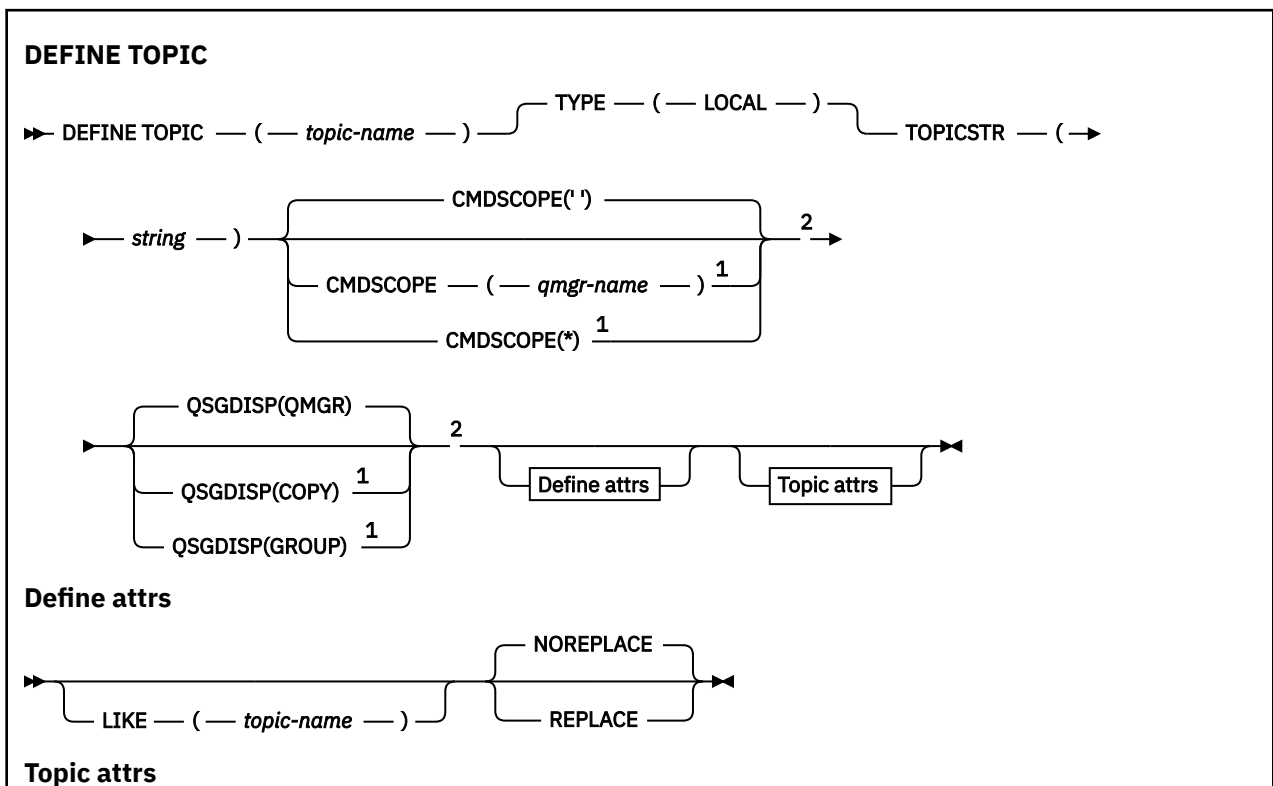 DEFINE TOPIC
TYPE ( LOCAL )
DEFINE TOPIC ( topic-name ) TOPICSTR (
CMDSCOPE(' ')
2
string )
CMDSCOPE ( qmgr-name ) 1
CMDSCOPE(*) 1
QSGDISP(QMGR)
2
QSGDISP(COPY) 1
Define attrs Topic attrs
QSGDISP(GROUP) 1
Define attrs
NOREPLACE
LIKE ( topic-name ) REPLACE
Topic attrs